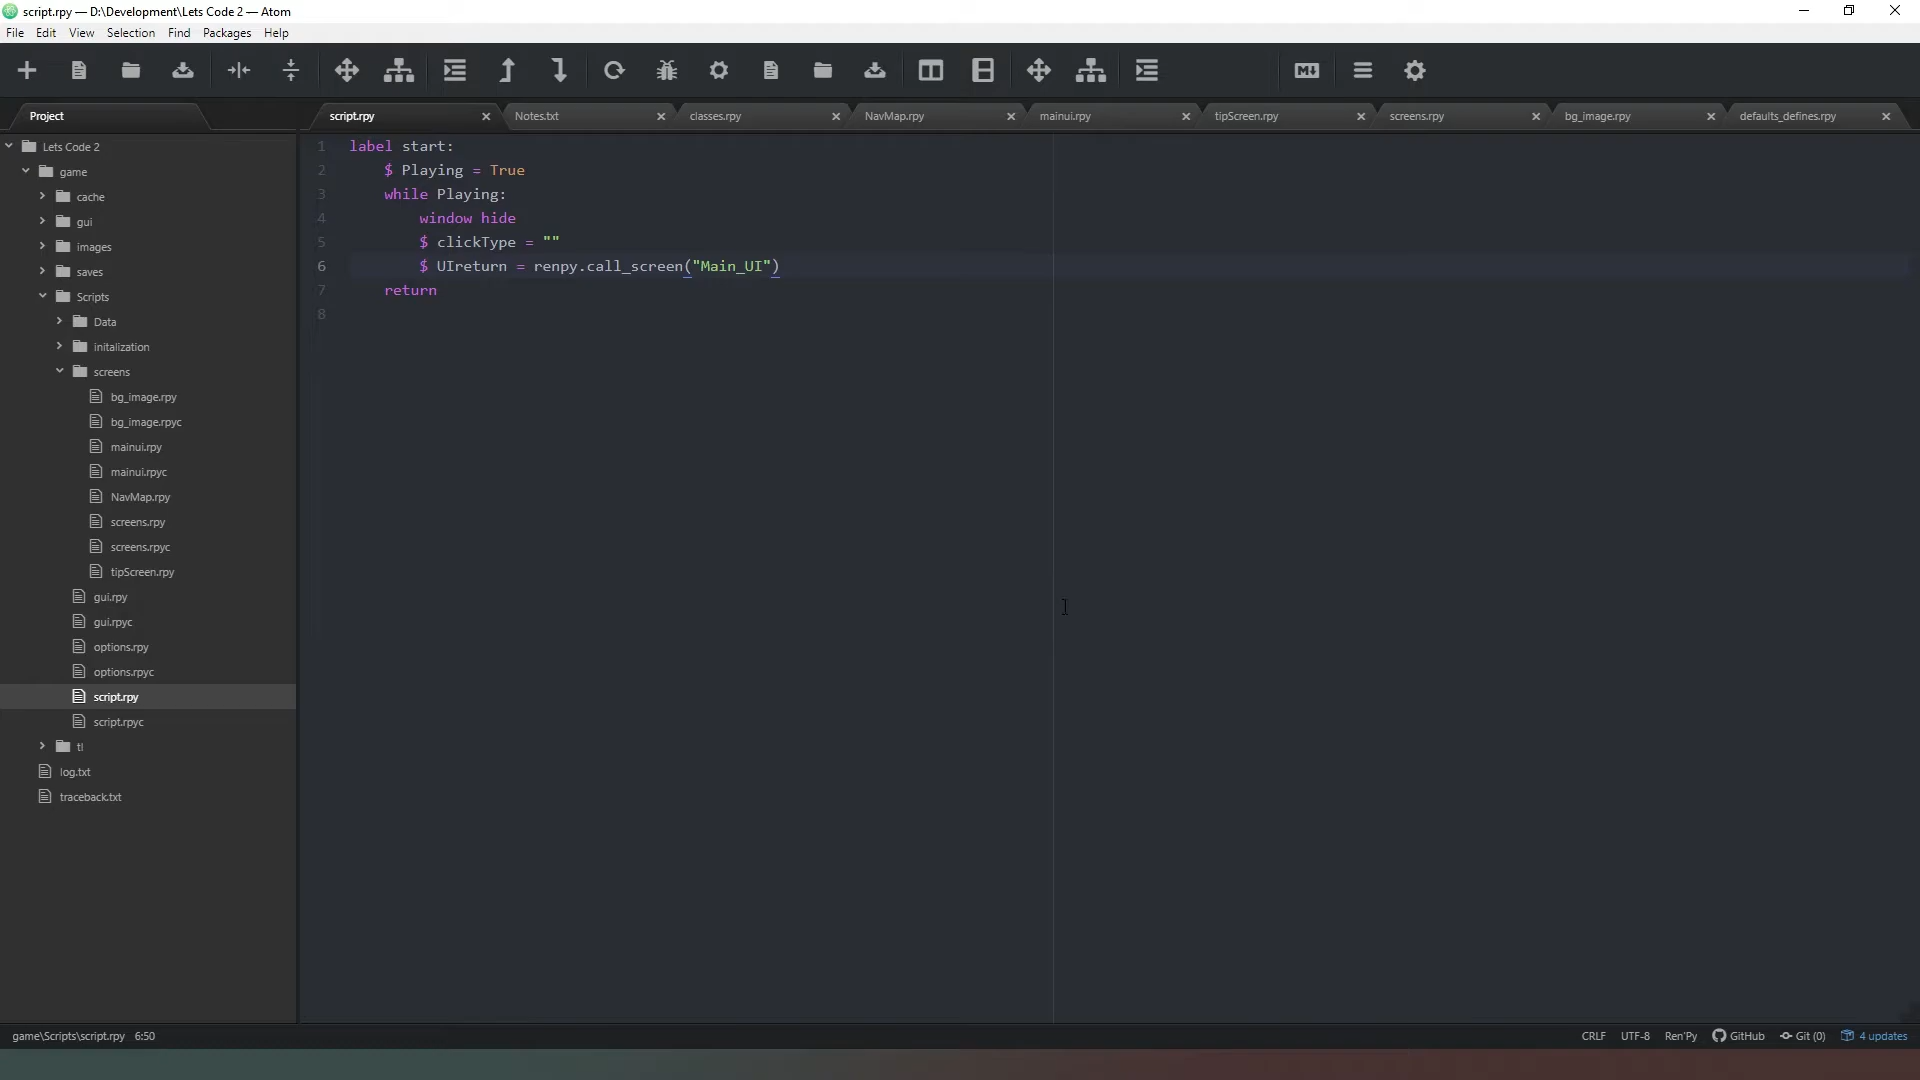 script.rpy — D:\Development\Lets Code 2 — Atom
File Edit View Selection Find Packages Help
M
Project
script.rpy
Notes.txt
classes.rpy
NavMap.rpy
mainui.rpy
tipScreen.rpy
screens.rpy
bg_image.rpy
defaults_defines.rpy
Lets Code 2
game
cache
gui
images
saves
Scripts
Data
initalization
screens
bg_image.rpy
bg_image.rpyc
mainui.rpy
mainui.rpyc
NavMap.rpy
screens.rpy
screens.rpyc
tipScreen.rpy
gui.rpy
gui.rpyc
options.rpy
options.rpyc
script.rpy
script.rpyc
tl
log.txt
traceback.txt
1 label start:
2 $ Playing = True
3 while Playing:
4 window hide
5 $ clickType = ""
6 $ UIreturn = renpy.call_screen("Main_UI")
7 return
8
game\Scripts\script.rpy 6:50
CRLF UTF-8 Ren'Py GitHub Git (0) 4 updates